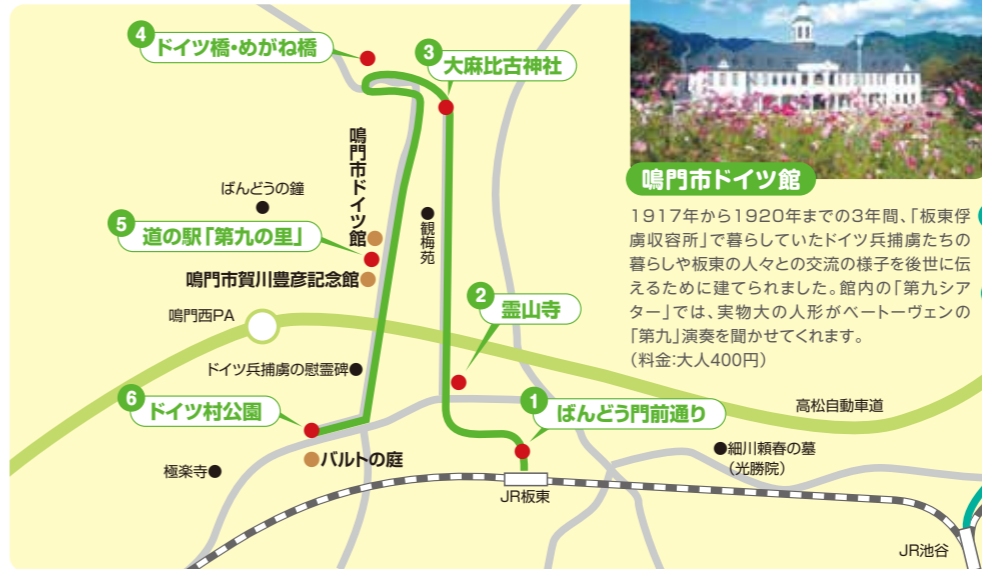 4
ドイツ橋・めがね橋
3
大麻比古神社
鳴門市ドイツ館
ばんどうの鐘
観梅苑
5
道の駅「第九の里」
鳴門市賀川豊彦記念館
2
霊山寺
鳴門西PA
ドイツ兵捕虜の慰霊碑
6
ドイツ村公園
1
ばんどう門前通り
高松自動車道
極楽寺
バルトの庭
細川頼春の墓
(光勝院)
JR板東
JR池谷
鳴門市ドイツ館
1917年から1920年までの3年間、「板東俘
虜収容所」で暮らしていたドイツ兵捕虜たちの
暮らしや板東の人々との交流の様子を後世に伝
えるために建てられました。館内の「第九シア
ター」では、実物大の人形がベートーヴェンの
「第九」演奏を聞かせてくれます。
(料金:大人400円)